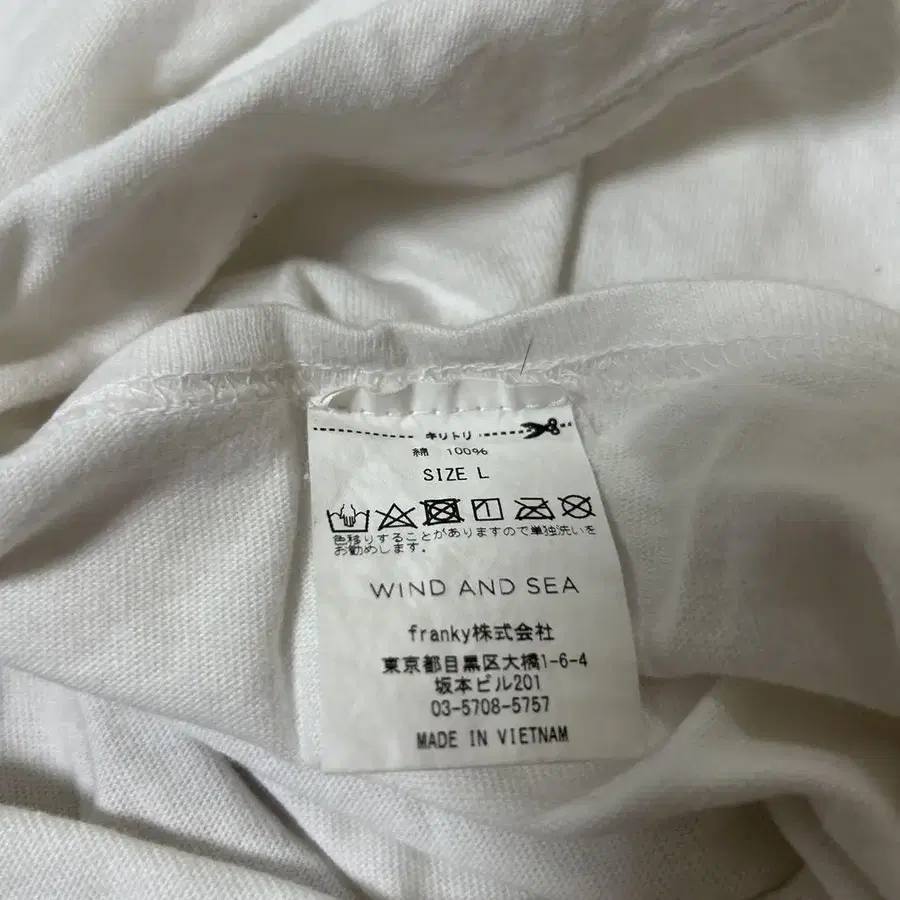 キリトリ
綿 100%
SIZE L
色移りすることがありますので単独洗いを
お勧めします。
WIND AND SEA
franky株式会社
東京都目黒区大橋1-6-4
坂本ビル201
03-5708-5757
MADE IN VIETNAM